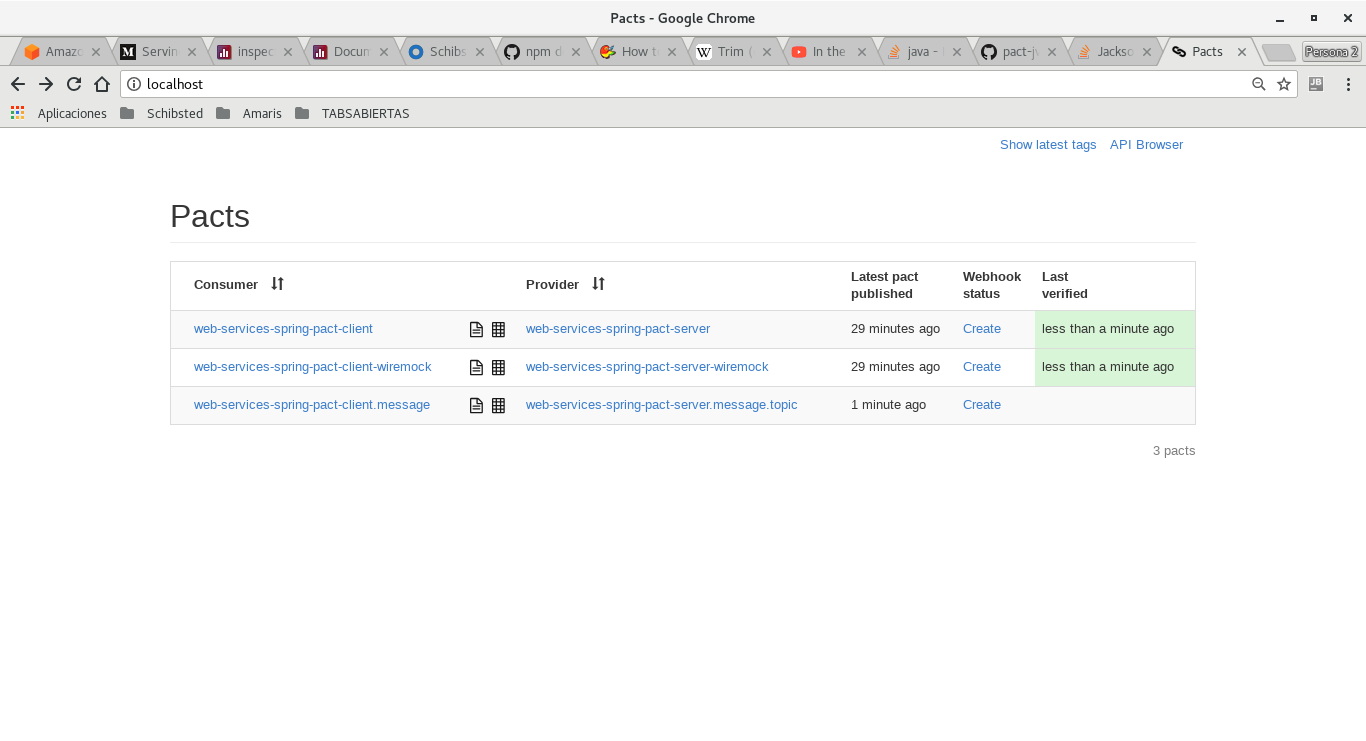 Pacts - Google Chrome
Amazo Servin inspec Docum Schibs npm d How to Trim ( In the java - pact-jv Jackso Pacts Persona 2
localhost
Aplicaciones Schibsted Amaris TABSABIERTAS
Show latest tags API Browser
Pacts
Consumer Provider Latest pact published Webhook status Last verified
web-services-spring-pact-client web-services-spring-pact-server 29 minutes ago Create less than a minute ago
web-services-spring-pact-client-wiremock web-services-spring-pact-server-wiremock 29 minutes ago Create less than a minute ago
web-services-spring-pact-client.message web-services-spring-pact-server.message.topic 1 minute ago Create
3 pacts